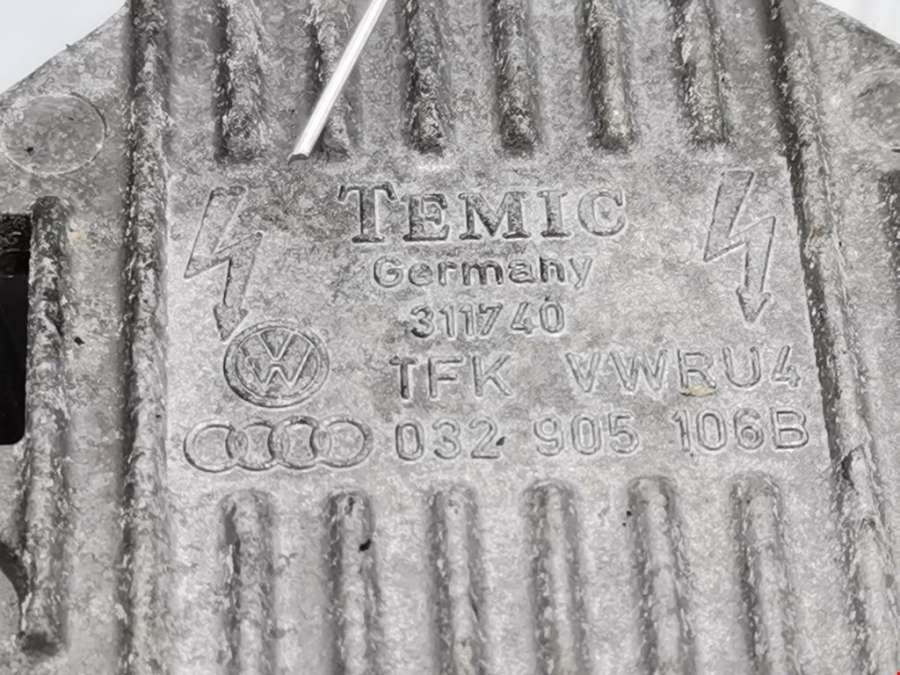 TEMIC
Germany
311740
TFK VWRU4
032 905 106B